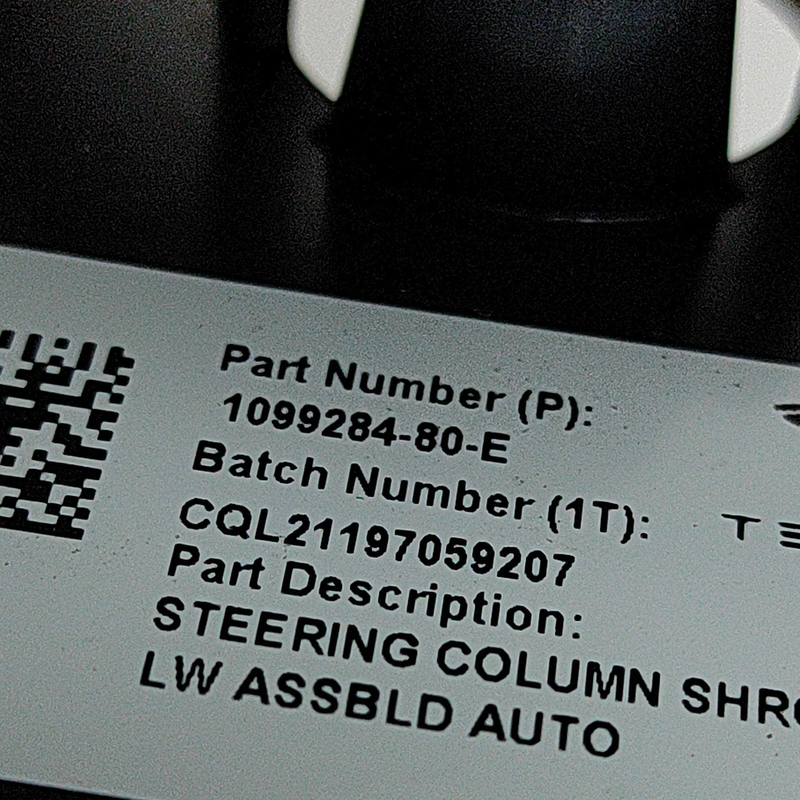 Part Number (P):
1099284-80-E
Batch Number (1T):
CQL21197059207
Part Description:
STEERING COLUMN
LW ASSBLD AUTO